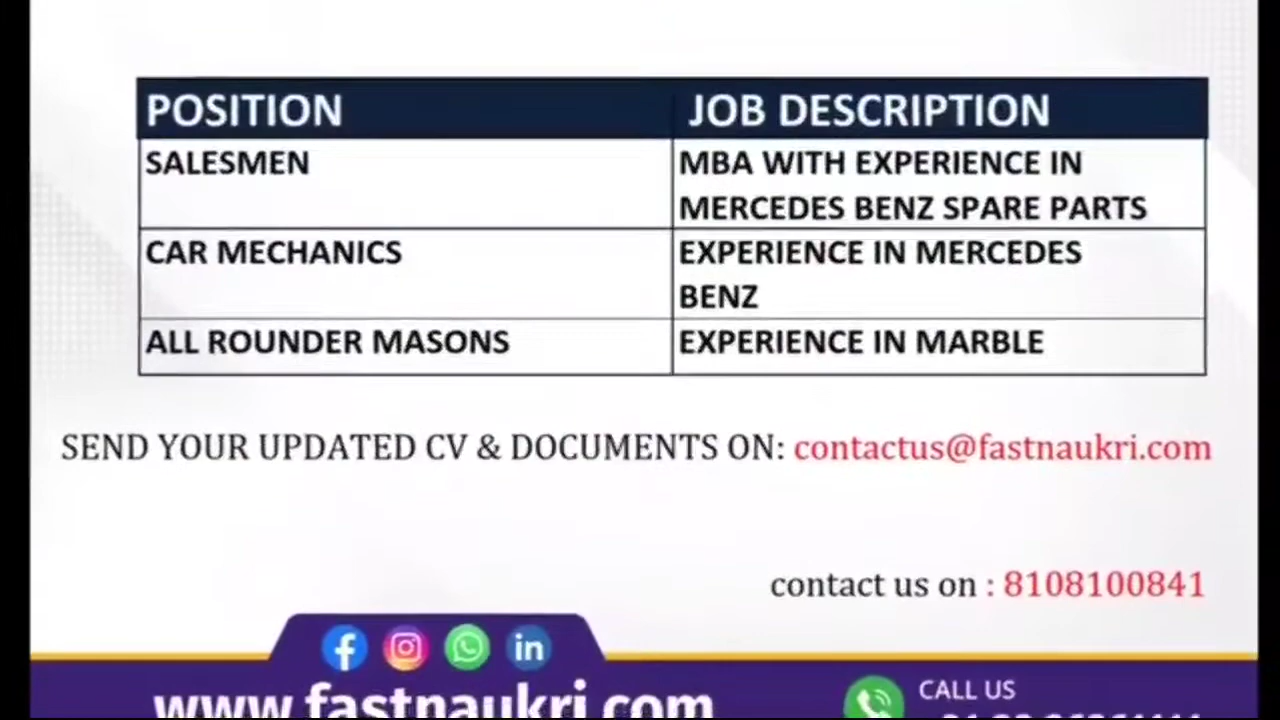 POSITION JOB DESCRIPTION
SALESMEN MBA WITH EXPERIENCE IN
MERCEDES BENZ SPARE PARTS
CAR MECHANICS EXPERIENCE IN MERCEDES
BENZ
ALL ROUNDER MASONS EXPERIENCE IN MARBLE
SEND YOUR UPDATED CV & DOCUMENTS ON: contactus@fastnaukri.com
contact us on : 8108100841
CALL US
www.fastnaukri.com